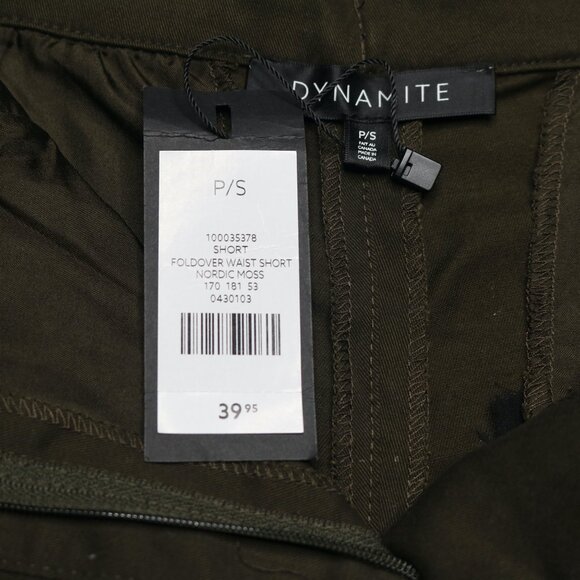 DYNAMITE
P/S
FAIT AU
CANADA
MADE IN
CANADA
P/S
100035378
SHORT
FOLDOVER WAIST SHORT
NORDIC MOSS
170 181 53
0430103
39.95